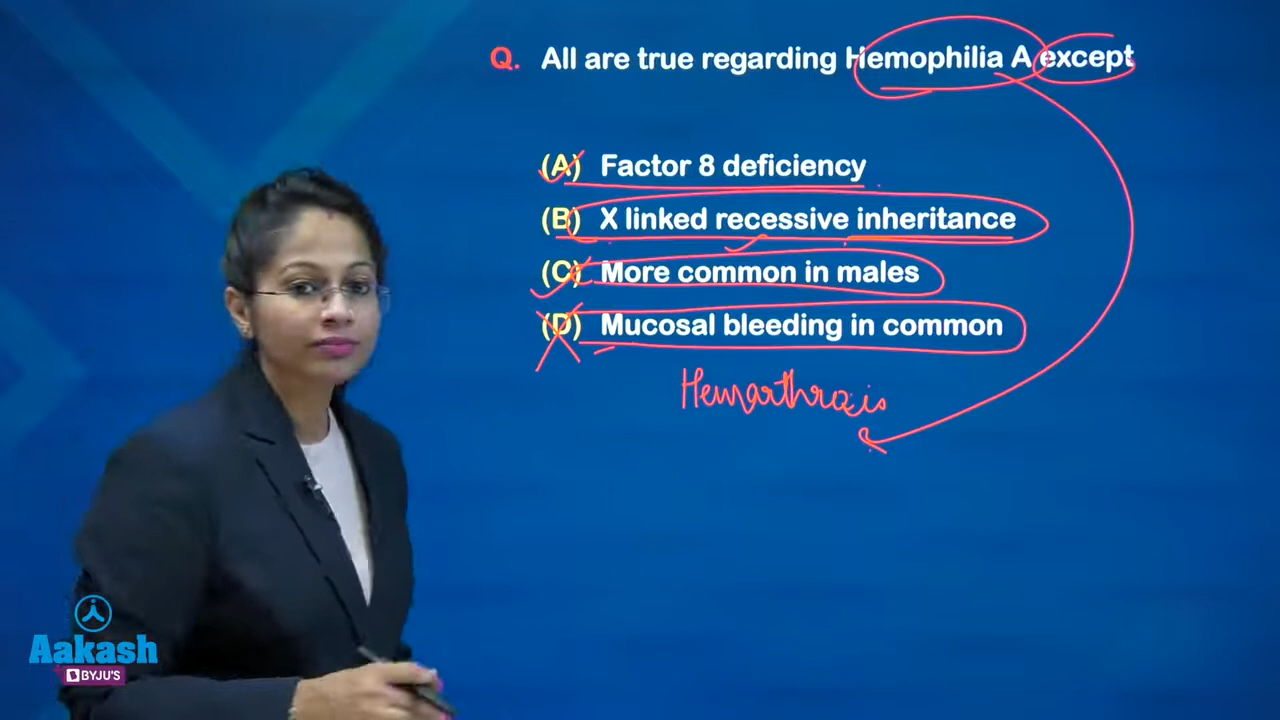 Q. All are true regarding Hemophilia A except
(A) Factor 8 deficiency
(B) X linked recessive inheritance
(C) More common in males
(D) Mucosal bleeding in common
Hemarthrosis
Aakash
BYJU'S